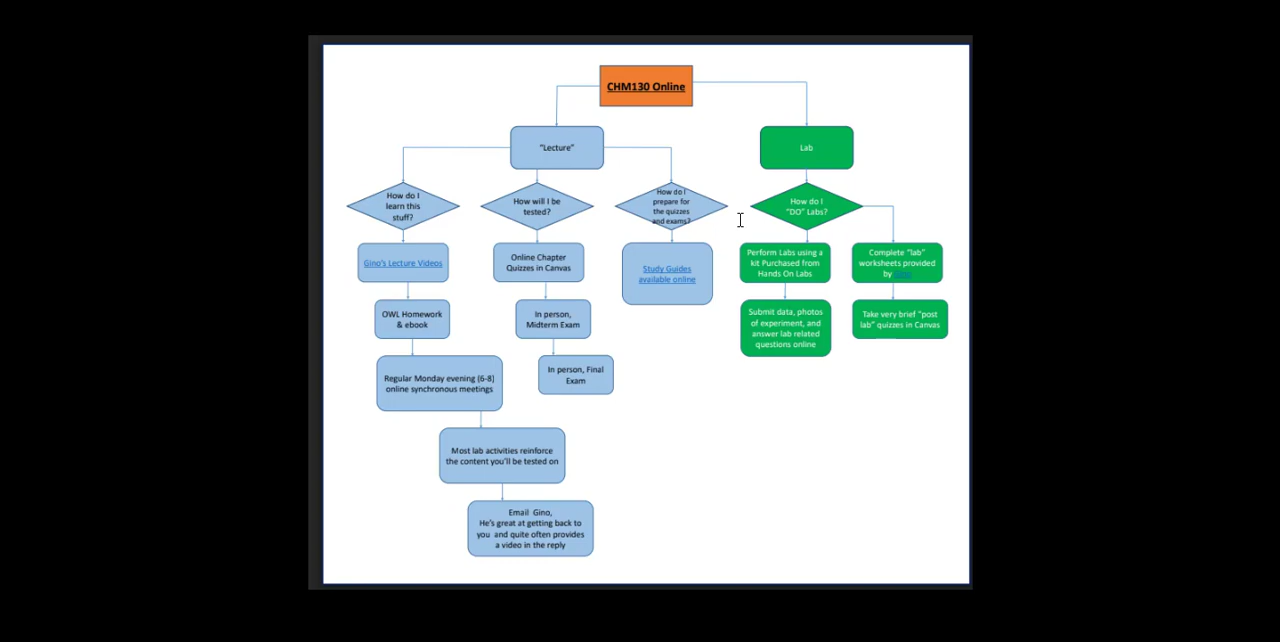 CHM130 Online
"Lecture"
Lab
How do I
learn this
stuff?
How will I be
tested?
How do I
prepare for
the quizzes
and exams?
How do I
"DO" Labs?
Gino's Lecture Videos
Online Chapter
Quizzes in Canvas
Study Guides
available online
Perform Labs using a
kit Purchased from
Hands On Labs
Complete "lab"
worksheets provided
by Gino
OWL Homework
& ebook
In person,
Midterm Exam
Submit data, photos
of experiment, and
answer lab related
questions online
Take very brief "post
lab" quizzes in Canvas
Regular Monday evening (6-8)
online synchronous meetings
In person, Final
Exam
Most lab activities reinforce
the content you'll be tested on
Email Gino,
He's great at getting back to
you and quite often provides
a video in the reply